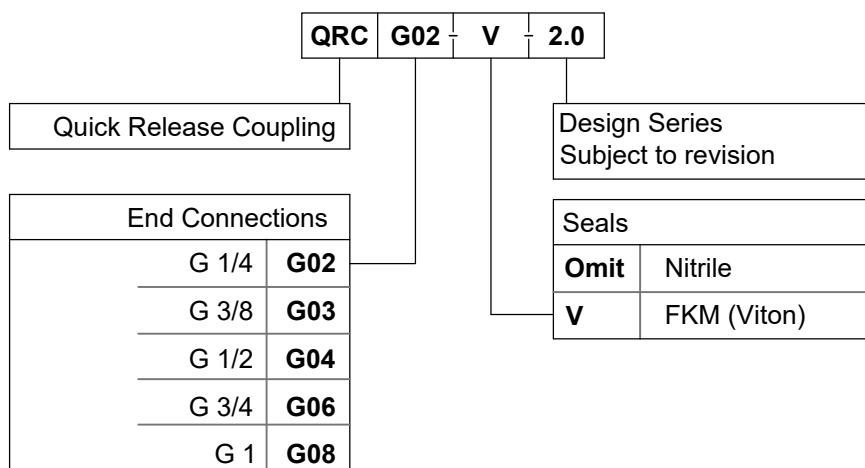 QRC G02 - V - 2.0
Quick Release Coupling
Design Series
Subject to revision
End Connections
G 1/4 G02
G 3/8 G03
G 1/2 G04
G 3/4 G06
G 1 G08
Seals
Omit Nitrile
V FKM (Viton)